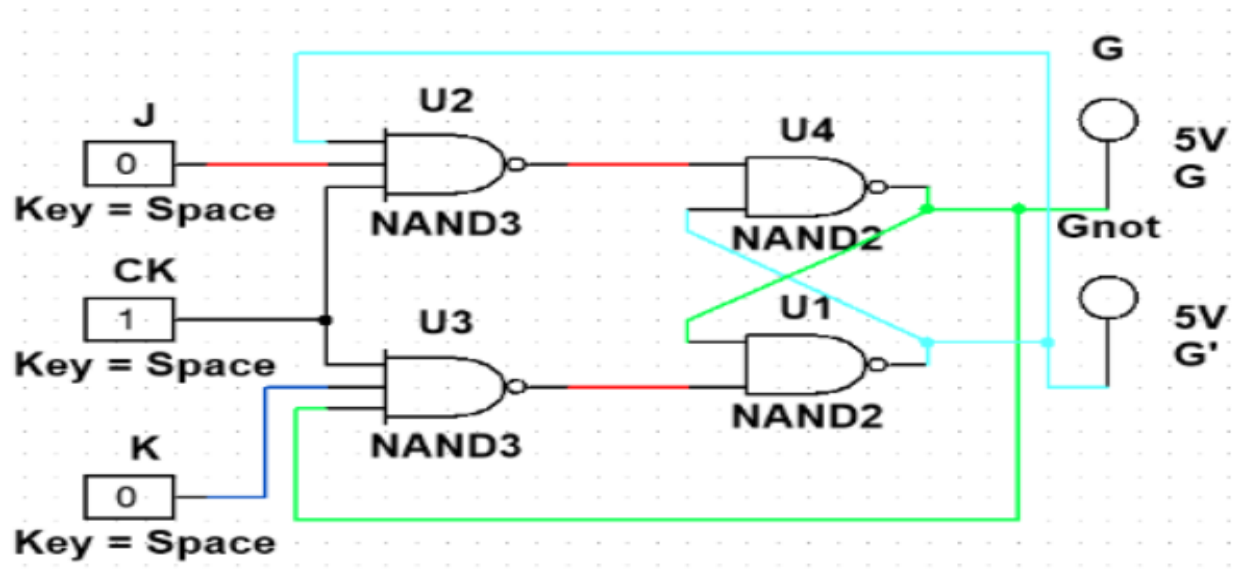 G
J
U2
U4
0
5V
G
Key = Space
NAND3
NAND2
Gnot
CK
1
U3
U1
5V
G'
Key = Space
K
NAND3
NAND2
0
Key = Space